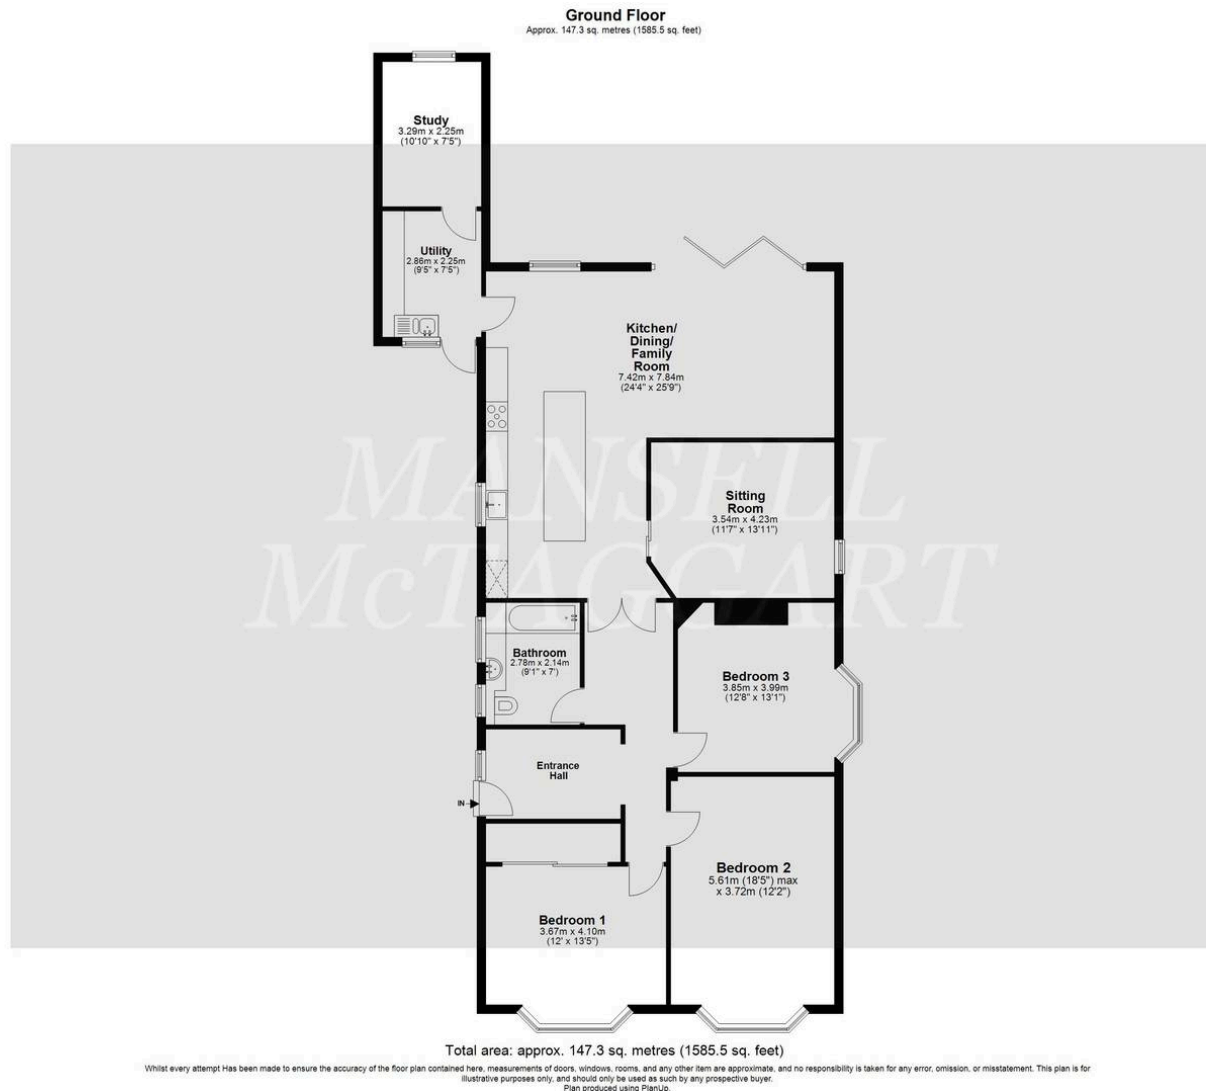 Ground Floor
Approx. 147.3 sq. metres (1585.5 sq. feet)
Study
3.29m x 2.25m
(10'10" x 7'5")
Utility
2.86m x 2.25m
(9'5" x 7'5")
Kitchen/
Dining/
Family
Room
7.42m x 7.84m
(24'4" x 25'9")
MANSELL
McTAGGART
Sitting
Room
3.54m x 4.23m
(11'7" x 13'11")
Bathroom
2.78m x 2.14m
(9'1" x 7')
Bedroom 3
3.85m x 3.99m
(12'8" x 13'1")
Entrance
Hall
IN
Bedroom 2
5.61m (18'5") max
x 3.72m (12'2")
Bedroom 1
3.67m x 4.10m
(12' x 13'5")
Total area: approx. 147.3 sq. metres (1585.5 sq. feet)
Whilst every attempt Has been made to ensure the accuracy of the floor plan contained here, measurements of doors, windows, rooms, and any other item are approximate, and no responsibility is taken for any error, omission, or misstatement. This plan is for
illustrative purposes only, and should only be used as such by any prospective buyer.
Plan produced using PlanUp.